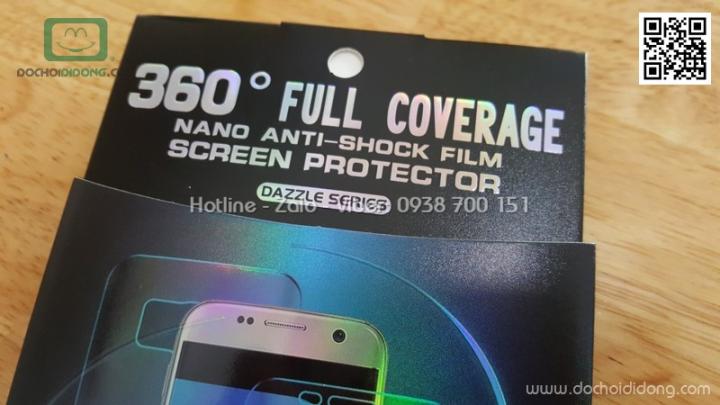 DOCHOIDIDONG.COM
360° FULL COVERAGE
NANO ANTI-SHOCK FILM
SCREEN PROTECTOR
DAZZLE SERIES
Hotline - Zalo - Viber 0938 700 151
www.dochoididong.com